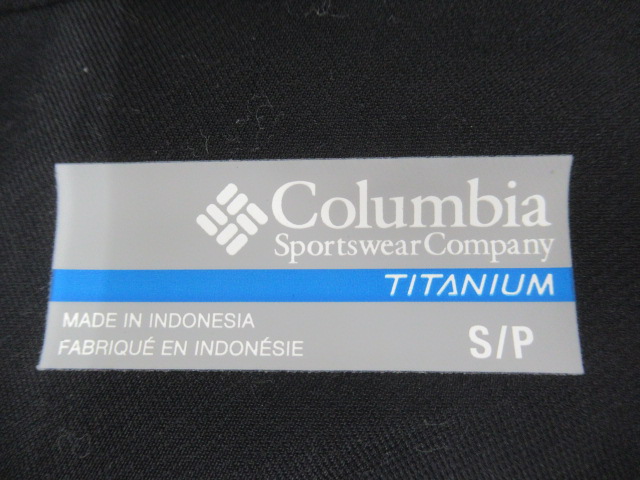 Columbia
Sportswear Company
TITANIUM
MADE IN INDONESIA
FABRIQUÉ EN INDONÉSIE
S/P